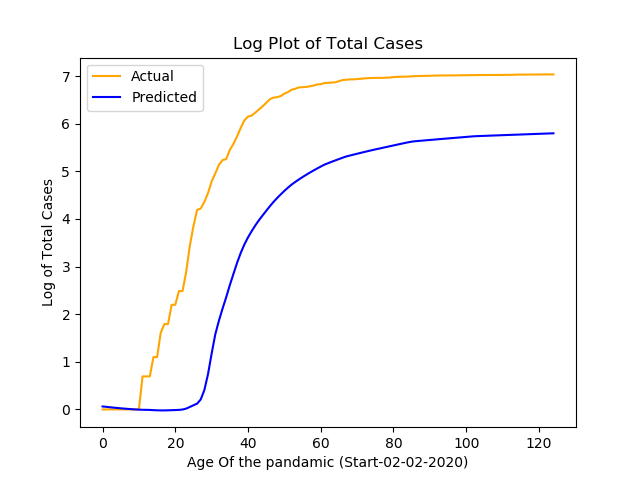 Log Plot of Total Cases
Actual
Predicted
7
6
5
4
3
2
1
0
Log of Total Cases
0 20 40 60 80 100 120
Age Of the pandamic (Start-02-02-2020)